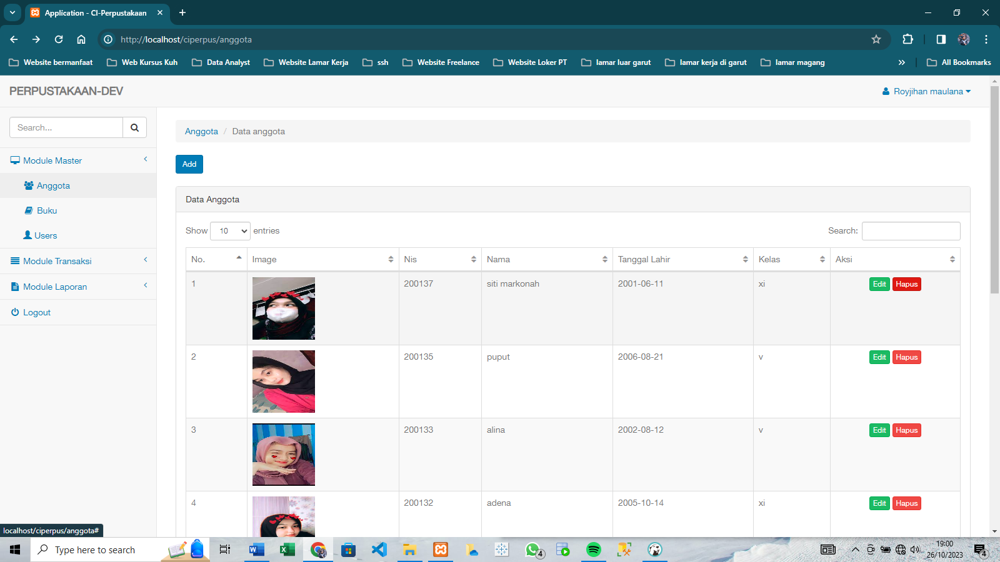 Application - CI-Perpustakaan
http://localhost/ciperpus/anggota
Website bermanfaat Web Kursus Kuh Data Analyst Website Lamar Kerja ssh Website Freelance Website Loker PT lamar luar garut lamar kerja di garut lamar magang » All Bookmarks
PERPUSTAKAAN-DEV
Royjihan maulana
Search...
Module Master
Anggota
Buku
Users
Module Transaksi
Module Laporan
Logout
Anggota / Data anggota
Add
Data Anggota
Show 10 entries
Search:
No. Image Nis Nama Tanggal Lahir Kelas Aksi
1 200137 siti markonah 2001-06-11 xi Edit Hapus
2 200135 puput 2006-08-21 v Edit Hapus
3 200133 alina 2002-08-12 v Edit Hapus
4 200132 adena 2005-10-14 xi Edit Hapus
localhost/ciperpus/anggota#
Type here to search
4
19:00
26/10/2023
4